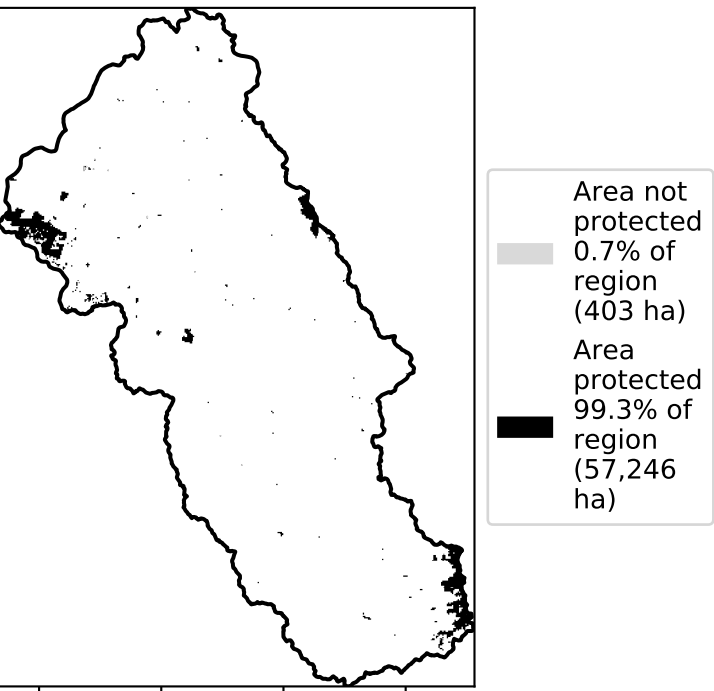 Area not
protected
0.7% of
region
(403 ha)
Area
protected
99.3% of
region
(57,246
ha)